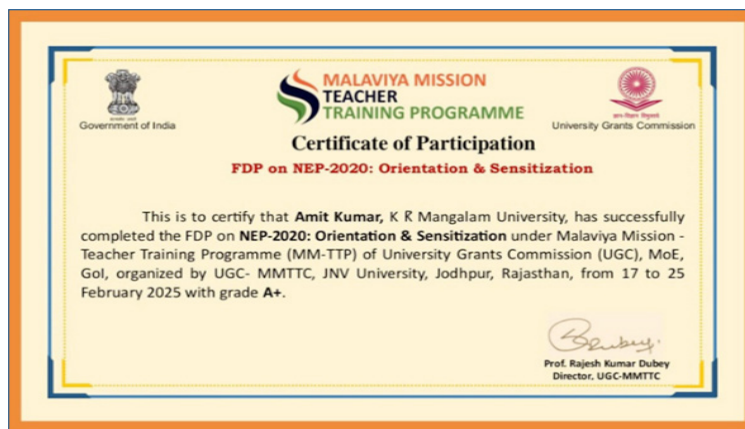 MALAVIYA MISSION
TEACHER
TRAINING PROGRAMME
Government of India
University Grants Commission
Certificate of Participation
FDP on NEP-2020: Orientation & Sensitization
This is to certify that Amit Kumar, K R Mangalam University, has successfully
completed the FDP on NEP-2020: Orientation & Sensitization under Malaviya Mission -
Teacher Training Programme (MM-TTP) of University Grants Commission (UGC), MoE,
GoI, organized by UGC- MMTTC, JNV University, Jodhpur, Rajasthan, from 17 to 25
February 2025 with grade A+.
Prof. Rajesh Kumar Dubey
Director, UGC-MMTTC